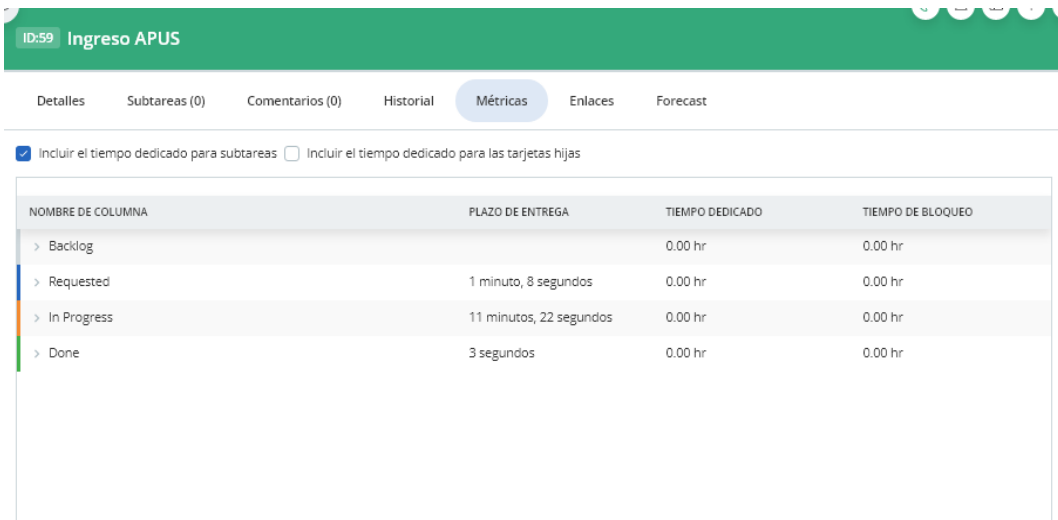 ID:59 Ingreso APUS
Detalles Subtareas (0) Comentarios (0) Historial Métricas Enlaces Forecast
Incluir el tiempo dedicado para subtareas Incluir el tiempo dedicado para las tarjetas hijas
NOMBRE DE COLUMNA PLAZO DE ENTREGA TIEMPO DEDICADO TIEMPO DE BLOQUEO
Backlog 0.00 hr 0.00 hr
Requested 1 minuto, 8 segundos 0.00 hr 0.00 hr
In Progress 11 minutos, 22 segundos 0.00 hr 0.00 hr
Done 3 segundos 0.00 hr 0.00 hr